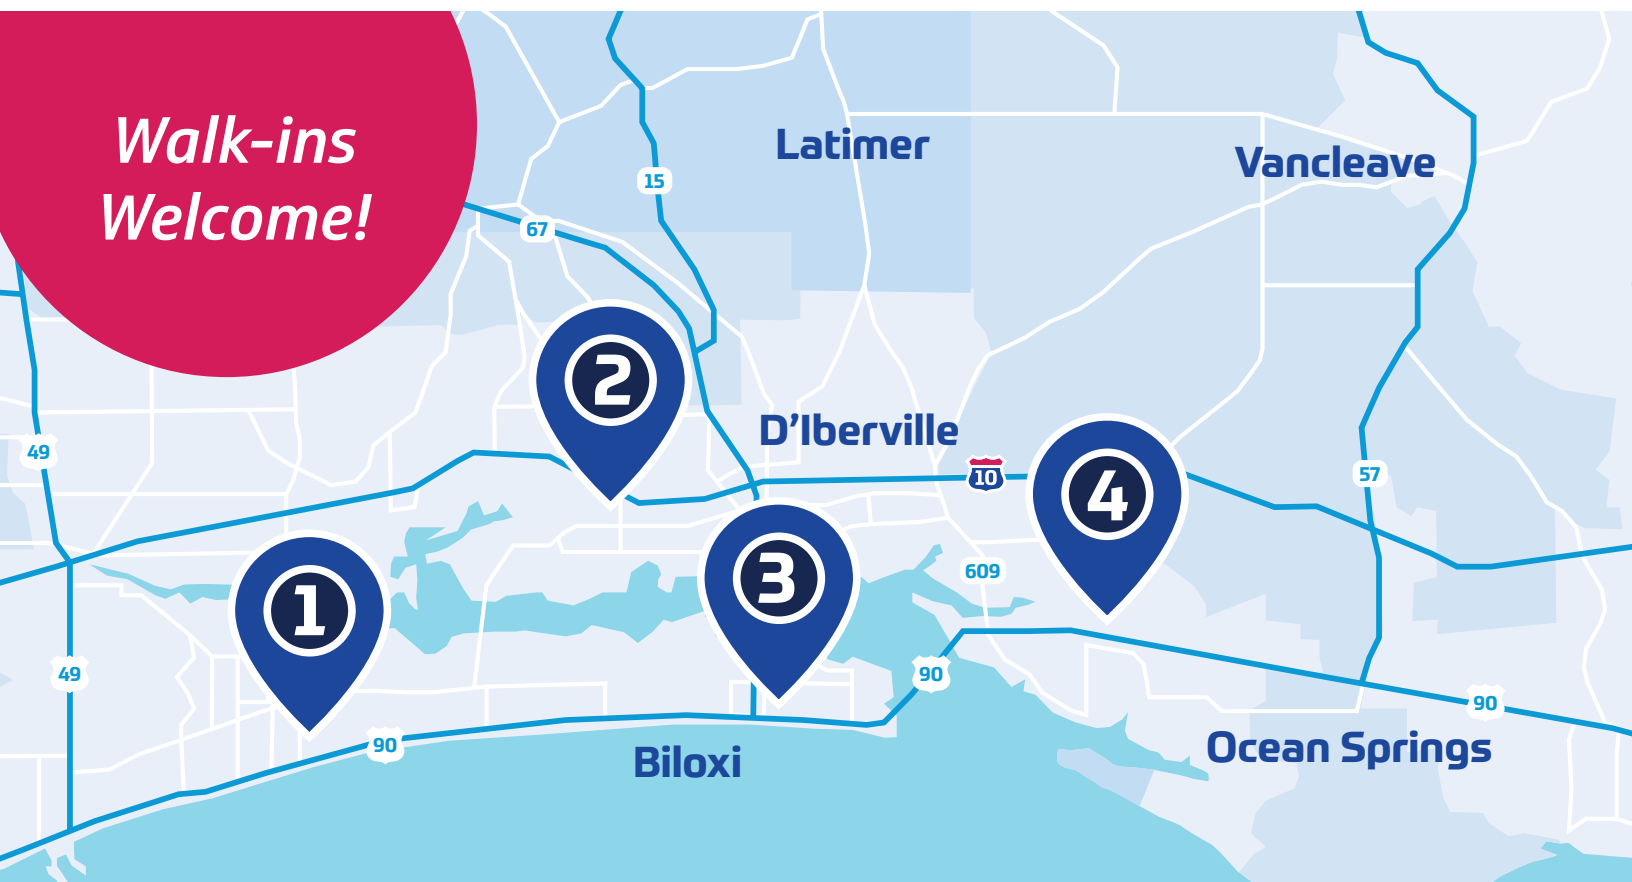 Walk-ins
Welcome!
Latimer
Vancleave
15
67
2
D'Iberville
49
10
4
57
1
3
609
49
90
90
90
Ocean Springs
Biloxi